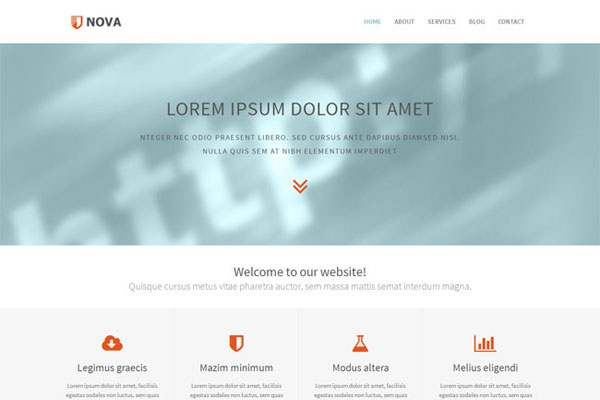 NOVA
HOME ABOUT SERVICES BLOG CONTACT
http:
LOREM IPSUM DOLOR SIT AMET
NTEGER NEC ODIO PRAESENT LIBERO. SED CURSUS ANTE DAPIBUS DIAMSED NISI.
NULLA QUIS SEM AT NIBH ELEMENTUM IMPERDIET
Welcome to our website!
Quisque cursus metus vitae pharetra auctor, sem massa mattis semat interdum magna.
Legimus graecis Mazim minimum Modus altera Melius eligendi
Lorem ipsum dolor sit amet, facilisis Lorem ipsum dolor sit amet, facilisis Lorem ipsum dolor sit amet, facilisis Lorem ipsum dolor sit amet, facilisis
egestas sodales non luctus, sem quas egestas sodales non luctus, sem quas egestas sodales non luctus, sem quas egestas sodales non luctus, sem quas